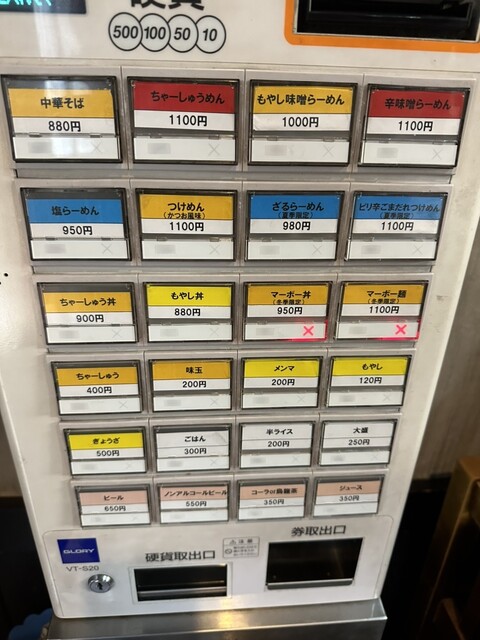 500 100 50 10
中華そば
880円
ちゃーしゅうめん
1100円
もやし味噌らーめん
1000円
辛味噌らーめん
1100円
塩らーめん
950円
つけめん
(かつお風味)
1100円
ざるらーめん
(夏季限定)
980円
ピリ辛ごまだれつけめん
(夏季限定)
1100円
ちゃーしゅう丼
900円
もやし丼
880円
マーボー丼
(冬季限定)
950円
マーボー麺
(冬季限定)
1100円
ちゃーしゅう
400円
味玉
200円
メンマ
200円
もやし
120円
ぎょうざ
500円
ごはん
300円
半ライス
200円
大盛
250円
ビール
650円
ノンアルコールビール
550円
コーラor烏龍茶
350円
ジュース
350円
GLORY
VT-S20
硬貨取出口
注意
券取出口